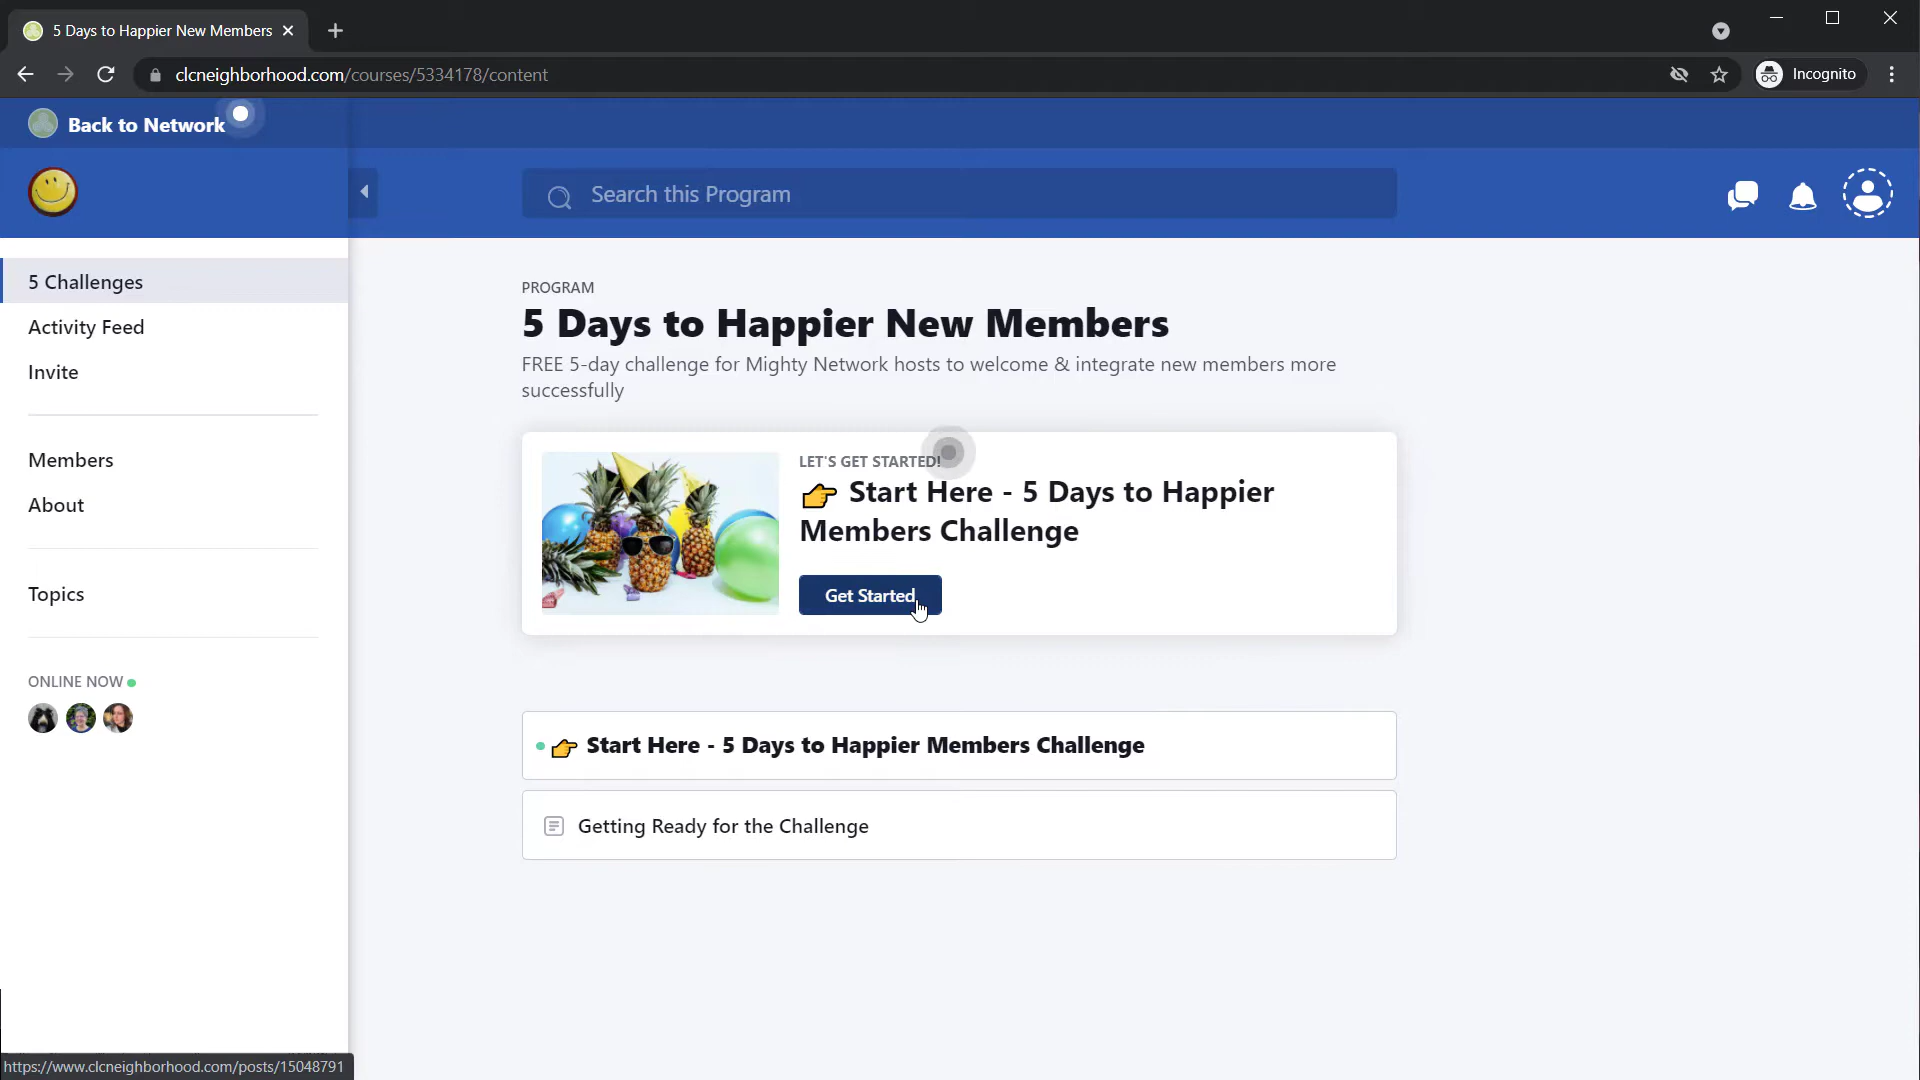 5 Days to Happier New Members
clcneighborhood.com/courses/5334178/content
Incognito
Back to Network
Search this Program
5 Challenges
Activity Feed
Invite
Members
About
Topics
ONLINE NOW
PROGRAM
5 Days to Happier New Members
FREE 5-day challenge for Mighty Network hosts to welcome & integrate new members more
successfully
LET'S GET STARTED!
👉 Start Here - 5 Days to Happier
Members Challenge
Get Started
👉 Start Here - 5 Days to Happier Members Challenge
Getting Ready for the Challenge
https://www.clcneighborhood.com/posts/15048791